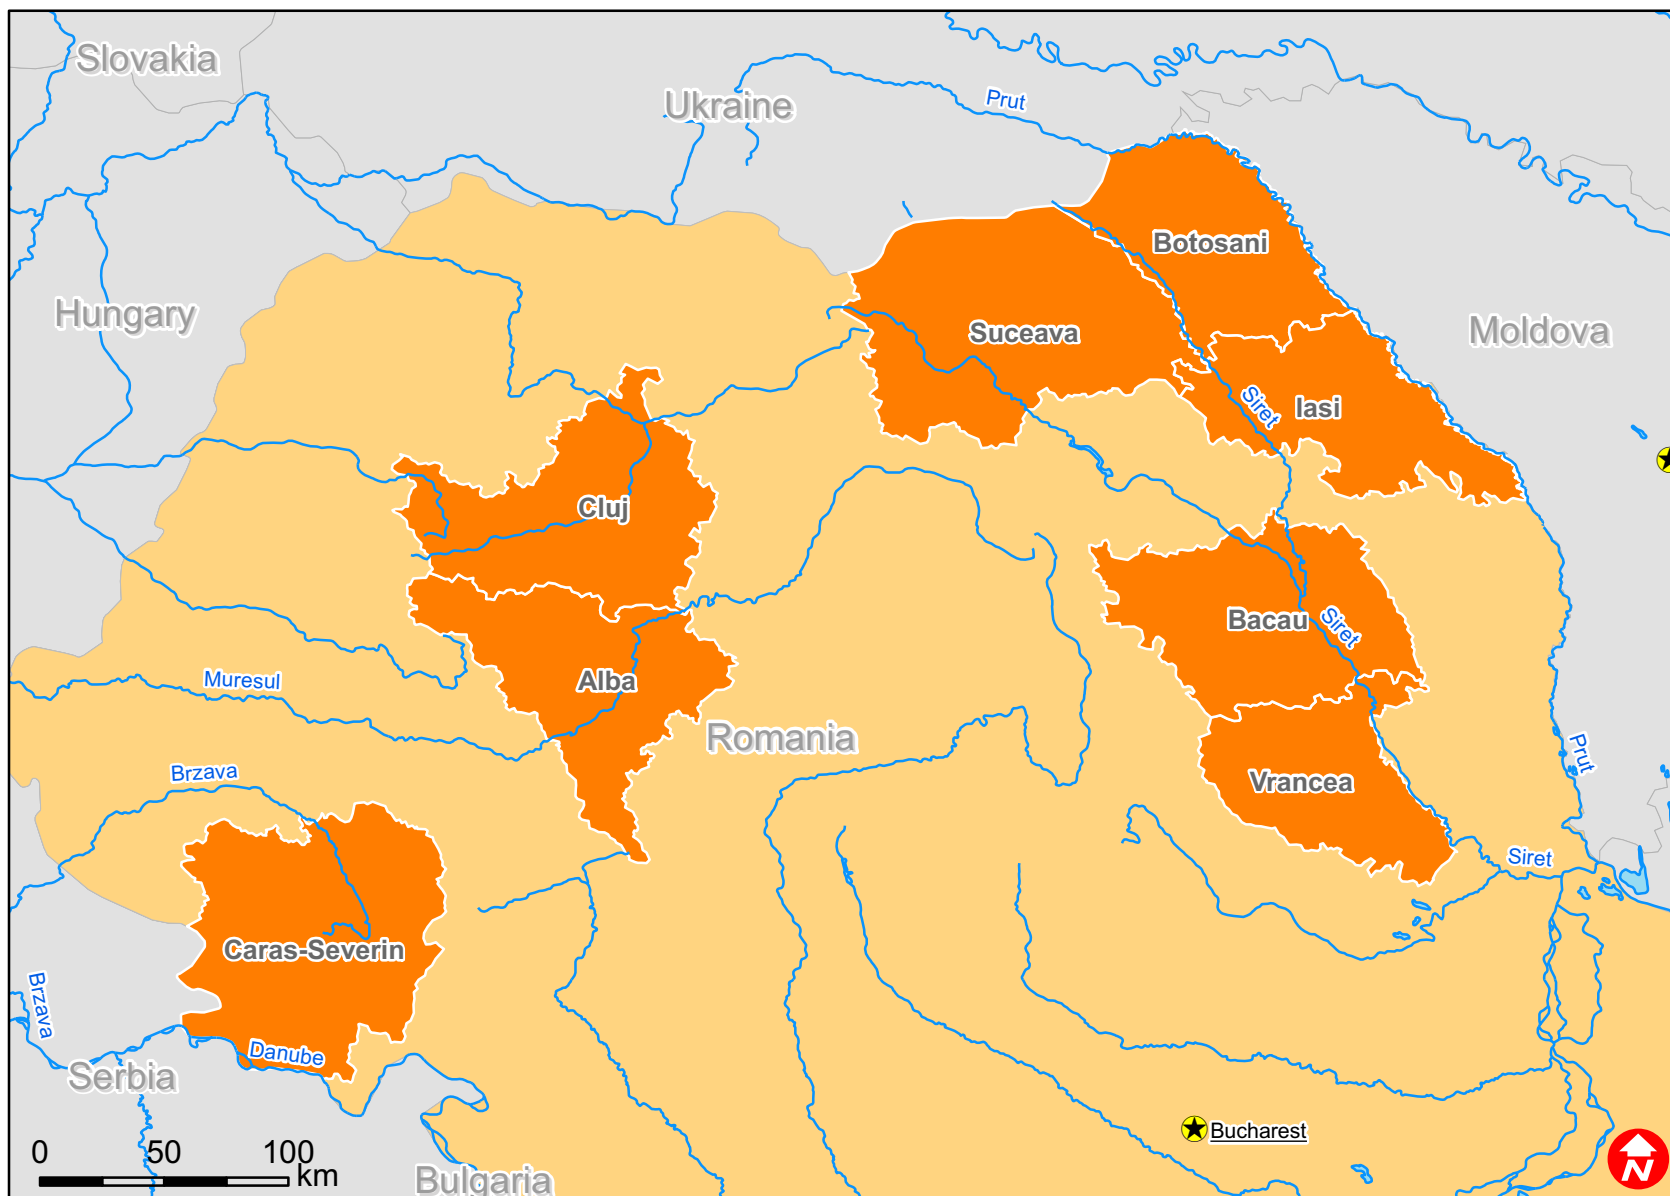 Slovakia
Ukraine
Prut
Botosani
Hungary
Suceava
Moldova
Siret
Iasi
Cluj
Bacau
Siret
Muresul
Alba
Romania
Prut
Brzava
Vrancea
Siret
Caras-Severin
Brzava
Danube
Serbia
Bucharest
0 50 100
km
Bulgaria
N